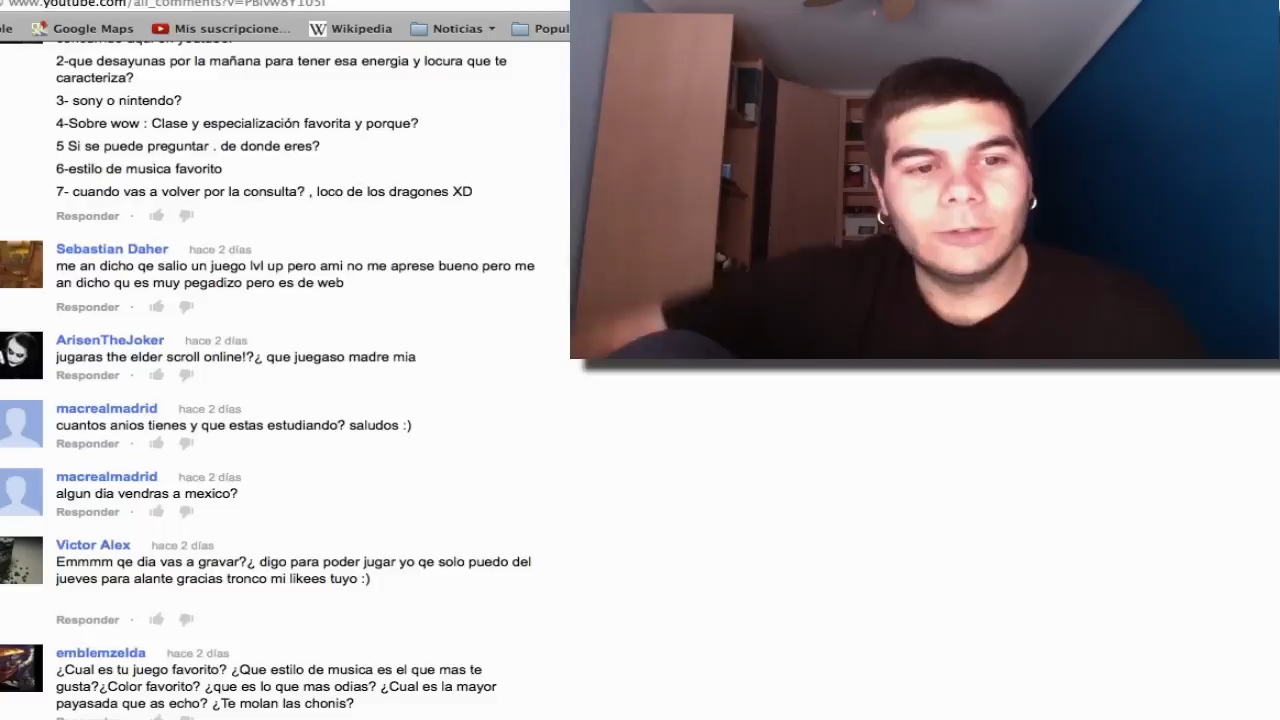 www.youtube.com/all_comments?v=PBivw8Y1U5I
Google Maps
Mis suscripcione...
Wikipedia
Noticias
Popul
2-que desayunas por la mañana para tener esa energia y locura que te
caracteriza?
3- sony o nintendo?
4-Sobre wow : Clase y especialización favorita y porque?
5 Si se puede preguntar . de donde eres?
6-estilo de musica favorito
7- cuando vas a volver por la consulta? , loco de los dragones XD
Responder ·
Sebastian Daher hace 2 días
me an dicho qe salio un juego lvl up pero ami no me aprese bueno pero me
an dicho qu es muy pegadizo pero es de web
Responder ·
ArisenTheJoker hace 2 días
jugaras the elder scroll online!?¿ que juegaso madre mia
Responder ·
macrealmadrid hace 2 días
cuantos anios tienes y que estas estudiando? saludos :)
Responder ·
macrealmadrid hace 2 días
algun dia vendras a mexico?
Responder ·
Victor Alex hace 2 días
Emmmm qe dia vas a gravar?¿ digo para poder jugar yo qe solo puedo del
jueves para alante gracias tronco mi likees tuyo :)
Responder ·
emblemzelda hace 2 días
¿Cual es tu juego favorito? ¿Que estilo de musica es el que mas te
gusta?¿Color favorito? ¿que es lo que mas odias? ¿Cual es la mayor
payasada que as echo? ¿Te molan las chonis?